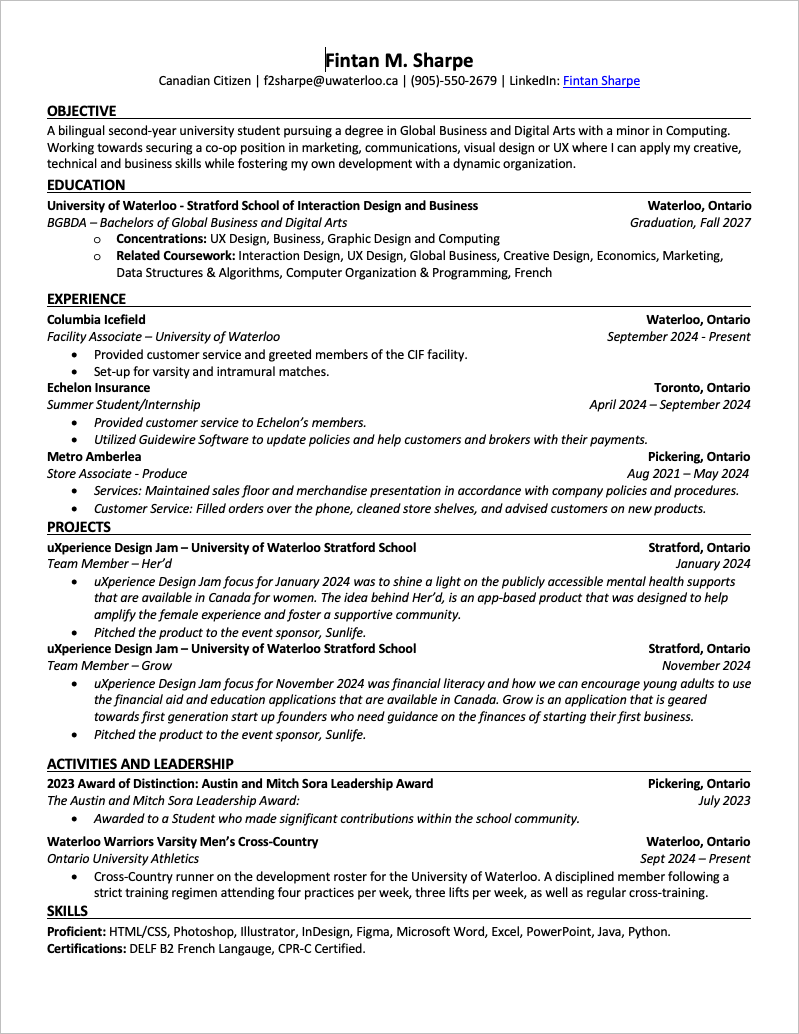 Fintan M. Sharpe
Canadian Citizen | f2sharpe@uwaterloo.ca | (905)-550-2679 | LinkedIn: Fintan Sharpe
OBJECTIVE
A bilingual second-year university student pursuing a degree in Global Business and Digital Arts with a minor in Computing.
Working towards securing a co-op position in marketing, communications, visual design or UX where I can apply my creative,
technical and business skills while fostering my own development with a dynamic organization.
EDUCATION
University of Waterloo - Stratford School of Interaction Design and Business Waterloo, Ontario
BGBDA – Bachelors of Global Business and Digital Arts Graduation, Fall 2027
o Concentrations: UX Design, Business, Graphic Design and Computing
o Related Coursework: Interaction Design, UX Design, Global Business, Creative Design, Economics, Marketing,
Data Structures & Algorithms, Computer Organization & Programming, French
EXPERIENCE
Columbia Icefield Waterloo, Ontario
Facility Associate – University of Waterloo September 2024 - Present
• Provided customer service and greeted members of the CIF facility.
• Set-up for varsity and intramural matches.
Echelon Insurance Toronto, Ontario
Summer Student/Internship April 2024 – September 2024
• Provided customer service to Echelon’s members.
• Utilized Guidewire Software to update policies and help customers and brokers with their payments.
Metro Amberlea Pickering, Ontario
Store Associate - Produce Aug 2021 – May 2024
• Services: Maintained sales floor and merchandise presentation in accordance with company policies and procedures.
• Customer Service: Filled orders over the phone, cleaned store shelves, and advised customers on new products.
PROJECTS
uXperience Design Jam – University of Waterloo Stratford School Stratford, Ontario
Team Member – Her’d January 2024
• uXperience Design Jam focus for January 2024 was to shine a light on the publicly accessible mental health supports
that are available in Canada for women. The idea behind Her’d, is an app-based product that was designed to help
amplify the female experience and foster a supportive community.
• Pitched the product to the event sponsor, Sunlife.
uXperience Design Jam – University of Waterloo Stratford School Stratford, Ontario
Team Member – Grow November 2024
• uXperience Design Jam focus for November 2024 was financial literacy and how we can encourage young adults to use
the financial aid and education applications that are available in Canada. Grow is an application that is geared
towards first generation start up founders who need guidance on the finances of starting their first business.
• Pitched the product to the event sponsor, Sunlife.
ACTIVITIES AND LEADERSHIP
2023 Award of Distinction: Austin and Mitch Sora Leadership Award Pickering, Ontario
The Austin and Mitch Sora Leadership Award: July 2023
• Awarded to a Student who made significant contributions within the school community.
Waterloo Warriors Varsity Men’s Cross-Country Waterloo, Ontario
Ontario University Athletics Sept 2024 – Present
• Cross-Country runner on the development roster for the University of Waterloo. A disciplined member following a
strict training regimen attending four practices per week, three lifts per week, as well as regular cross-training.
SKILLS
Proficient: HTML/CSS, Photoshop, Illustrator, InDesign, Figma, Microsoft Word, Excel, PowerPoint, Java, Python.
Certifications: DELF B2 French Langauge, CPR-C Certified.